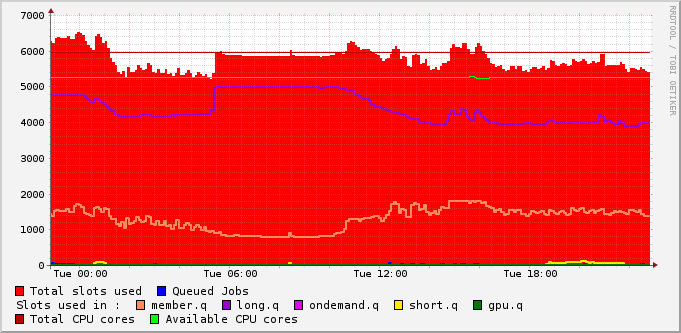 RRDTOOL / TOBI OETIKER
7000
6000
5000
4000
3000
2000
1000
0
Tue 00:00 Tue 06:00 Tue 12:00 Tue 18:00
Total slots used Queued Jobs
Slots used in : member.q long.q ondemand.q short.q gpu.q
Total CPU cores Available CPU cores